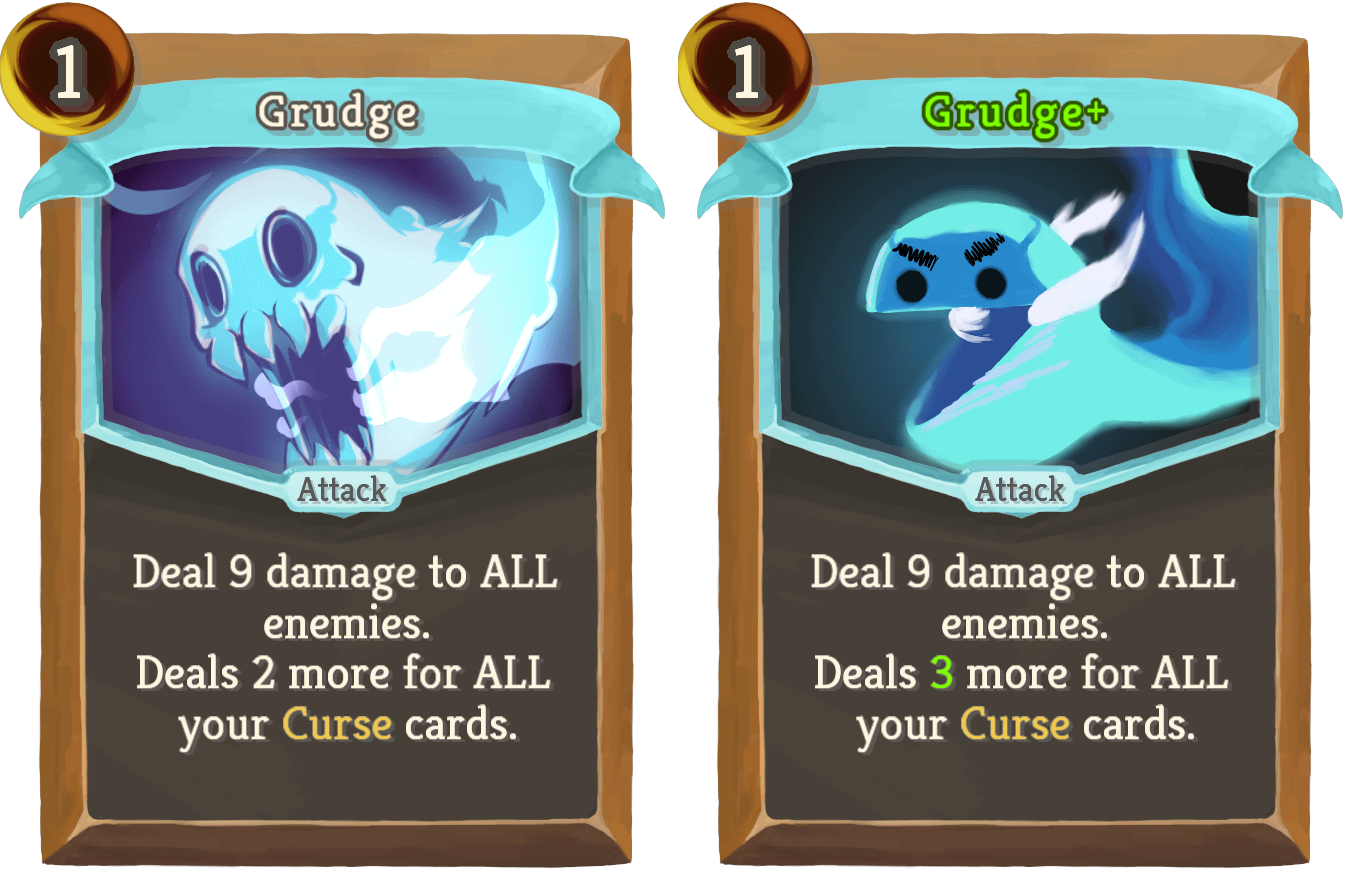 1
Grudge
Attack
Deal 9 damage to ALL
enemies.
Deals 2 more for ALL
your Curse cards.
1
Grudge+
Attack
Deal 9 damage to ALL
enemies.
Deals 3 more for ALL
your Curse cards.